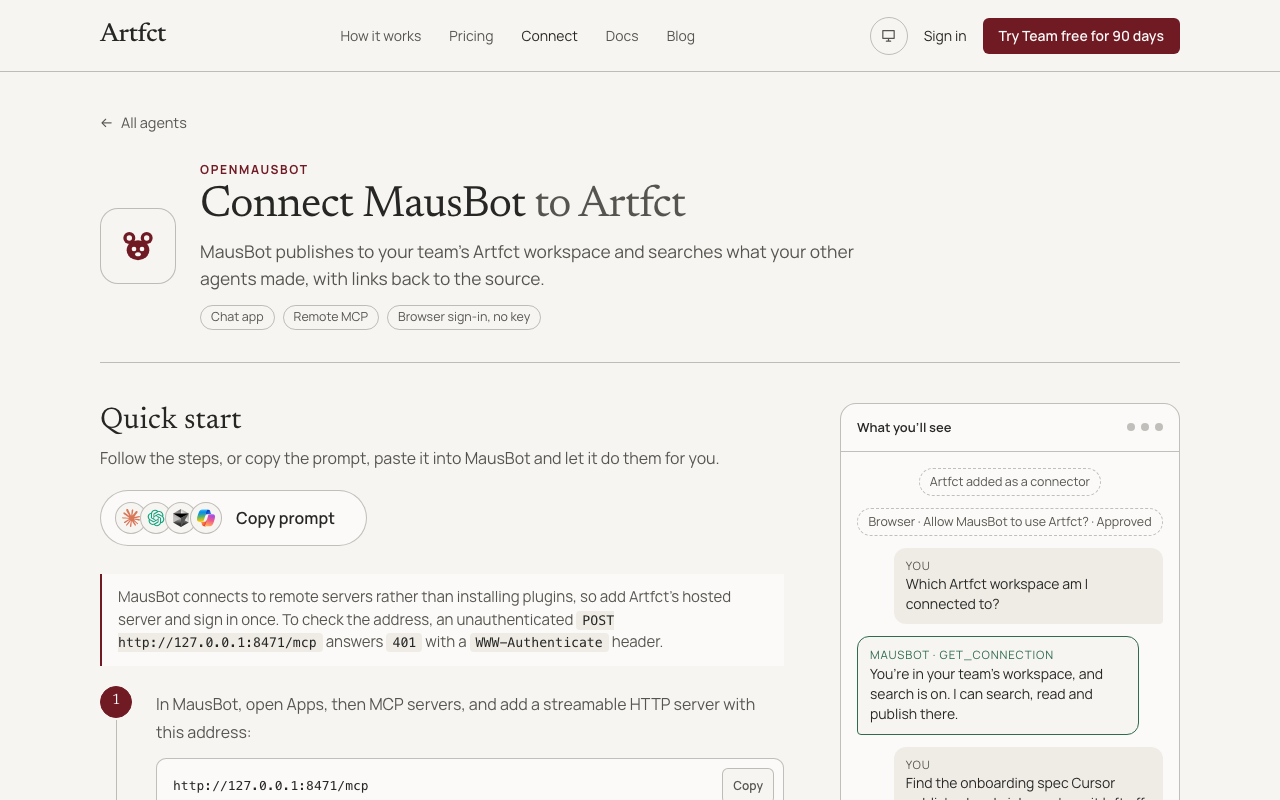 Artfct
How it works
Pricing
Connect
Docs
Blog
Sign in
Try Team free for 90 days
← All agents
OPENMAUSBOT
Connect MausBot to Artfct
MausBot publishes to your team's Artfct workspace and searches what your other
agents made, with links back to the source.
Chat app
Remote MCP
Browser sign-in, no key
Quick start
Follow the steps, or copy the prompt, paste it into MausBot and let it do them for you.
Copy prompt
MausBot connects to remote servers rather than installing plugins, so add Artfct's hosted
server and sign in once. To check the address, an unauthenticated POST
http://127.0.0.1:8471/mcp answers 401 with a WWW-Authenticate header.
1
In MausBot, open Apps, then MCP servers, and add a streamable HTTP server with
this address:
http://127.0.0.1:8471/mcp
Copy
What you'll see
Artfct added as a connector
Browser · Allow MausBot to use Artfct? · Approved
YOU
Which Artfct workspace am I
connected to?
MAUSBOT · GET_CONNECTION
You're in your team's workspace, and
search is on. I can search, read and
publish there.
YOU
Find the onboarding spec Cursor